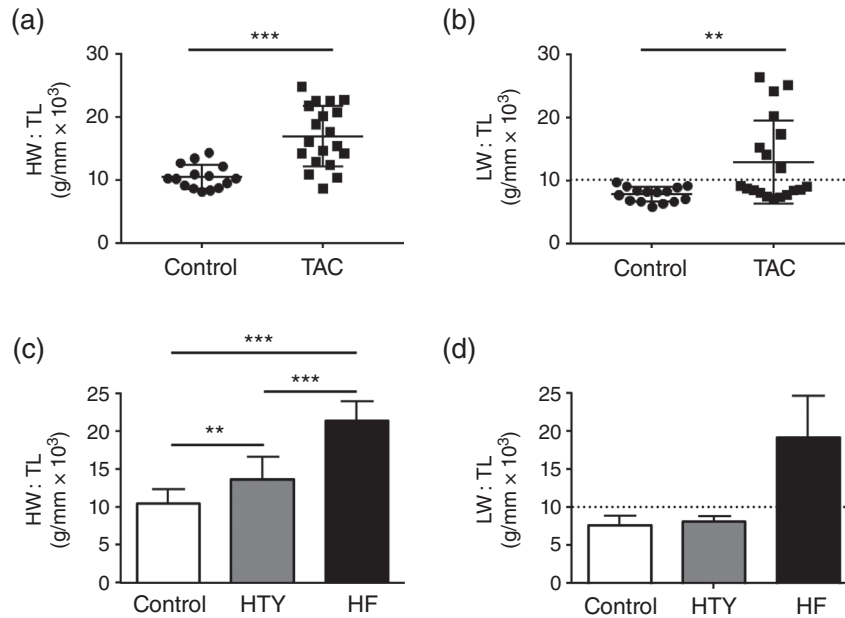 (a)
***
30
20
10
0
HW : TL
(g/mm × 10³)
Control TAC
(b)
**
30
20
10
0
LW : TL
(g/mm × 10³)
Control TAC
(c)
***
***
**
25
20
15
10
5
0
HW : TL
(g/mm × 10³)
Control HTY HF
(d)
25
20
15
10
5
0
LW : TL
(g/mm × 10³)
Control HTY HF